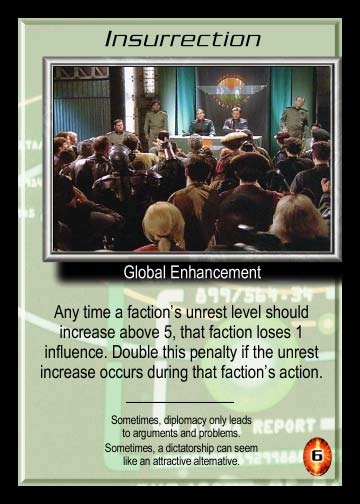 Insurrection
Global Enhancement
Any time a faction's unrest level should
increase above 5, that faction loses 1
influence. Double this penalty if the unrest
increase occurs during that faction's action.
Sometimes, diplomacy only leads
to arguments and problems.
Sometimes, a dictatorship can seem
like an attractive alternative.
REPORT
6